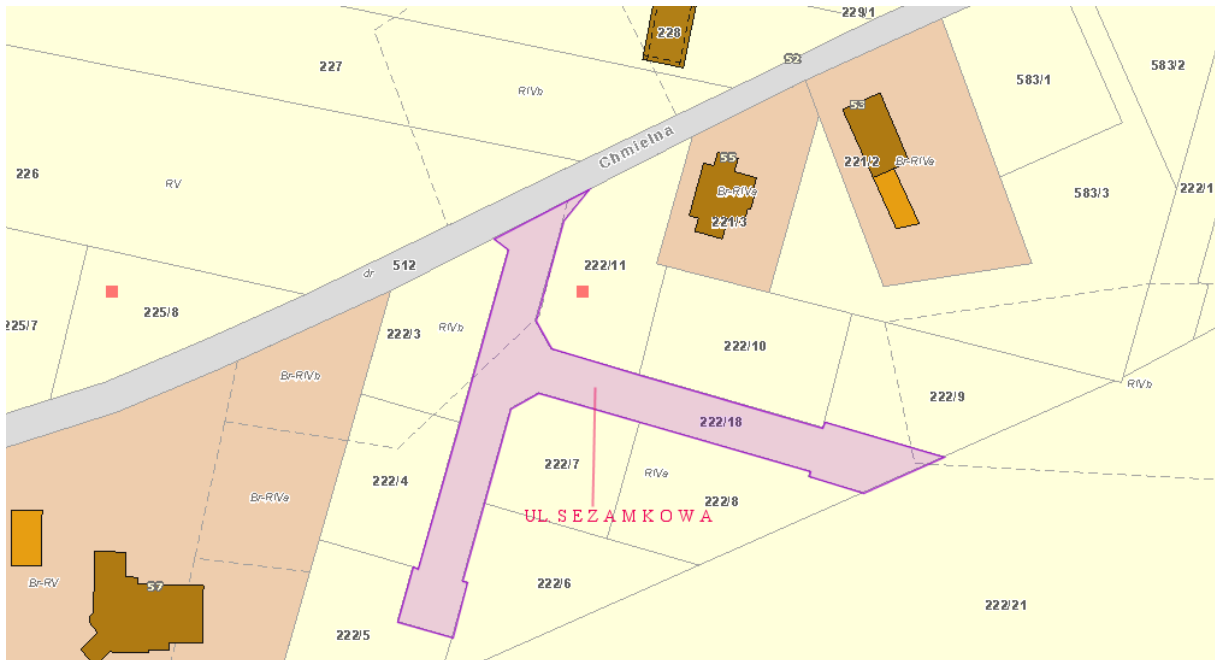 229/1
228
52
227
583/2
583/1
RIVb
53
Chmielna
55
221/2
Br-RIVa
226
RV
Br-RIVa
222/1
583/3
221/3
512
dr
222/11
225/8
225/7
222/3
RIVb
222/10
Br-RIVb
RIVb
222/9
222/18
222/7
RIVa
222/4
Br-RIVa
222/8
UL. SEZAMKOWA
Br-RV
57
222/6
222/21
222/5